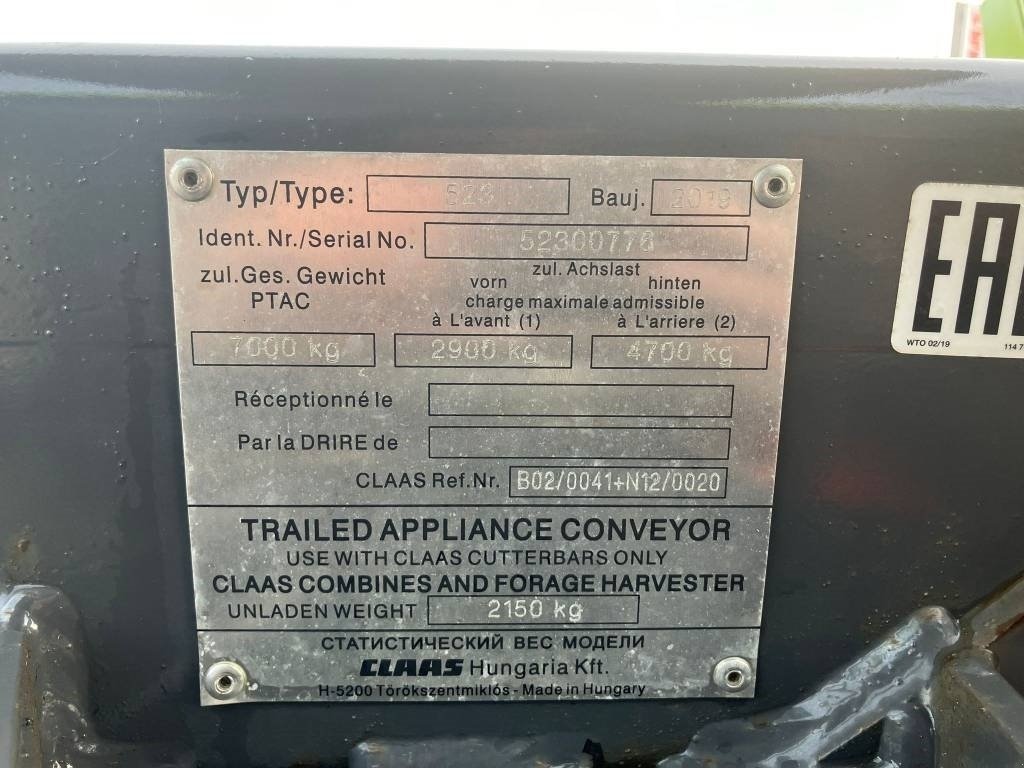 Typ/Type: 523 Bauj. 2019
Ident. Nr./Serial No. 52300776
zul.Ges. Gewicht zul. Achslast
vorn hinten
PTAC charge maximale admissible
à L'avant (1) à L'arriere (2)
7000 kg 2900 kg 4700 kg
Réceptionné le
Par la DRIRE de
CLAAS Ref.Nr. B02/0041+N12/0020
TRAILED APPLIANCE CONVEYOR
USE WITH CLAAS CUTTERBARS ONLY
CLAAS COMBINES AND FORAGE HARVESTER
UNLADEN WEIGHT 2150 kg
СТАТИСТИЧЕСКИЙ ВЕС МОДЕЛИ
CLAAS Hungaria Kft.
H-5200 Törökszentmiklós - Made in Hungary
EAC
WTO 02/19 114 7